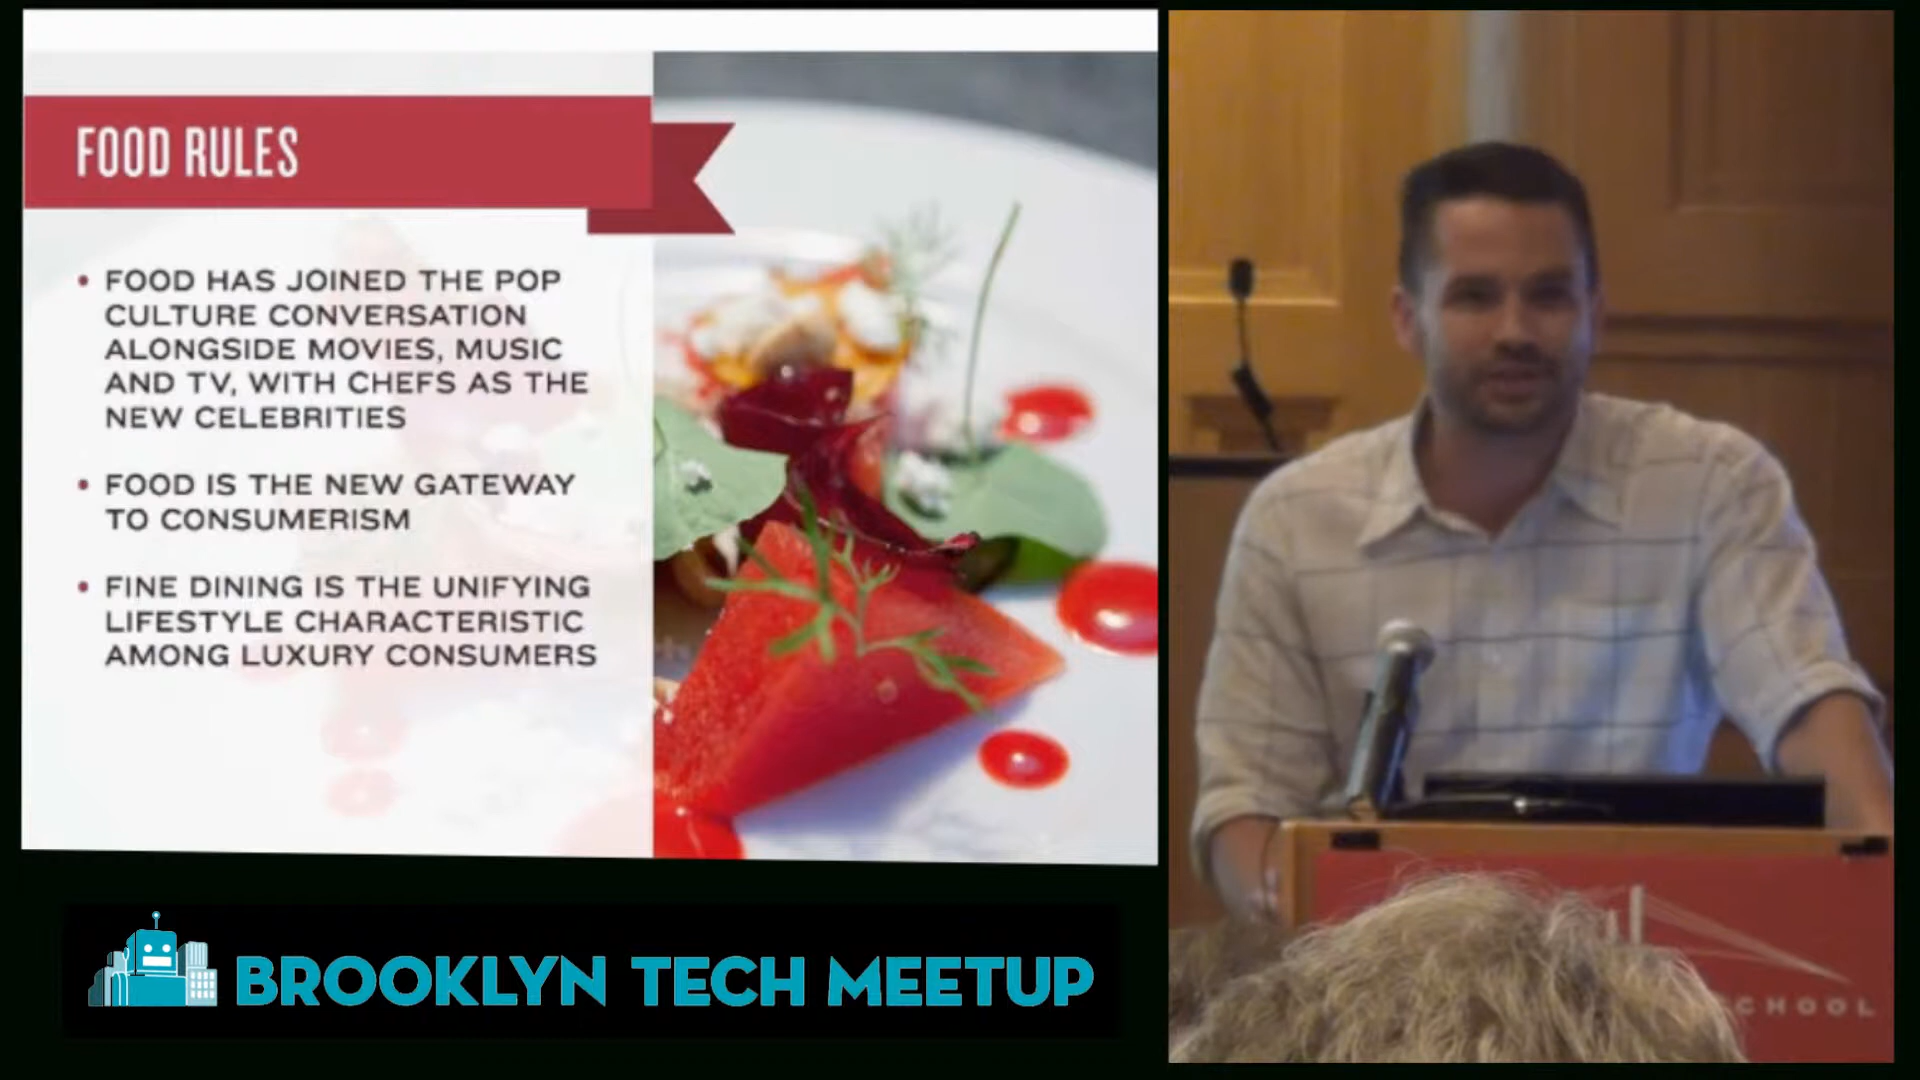 FOOD RULES
• FOOD HAS JOINED THE POP
CULTURE CONVERSATION
ALONGSIDE MOVIES, MUSIC
AND TV, WITH CHEFS AS THE
NEW CELEBRITIES
• FOOD IS THE NEW GATEWAY
TO CONSUMERISM
• FINE DINING IS THE UNIFYING
LIFESTYLE CHARACTERISTIC
AMONG LUXURY CONSUMERS
BROOKLYN TECH MEETUP
SCHOOL